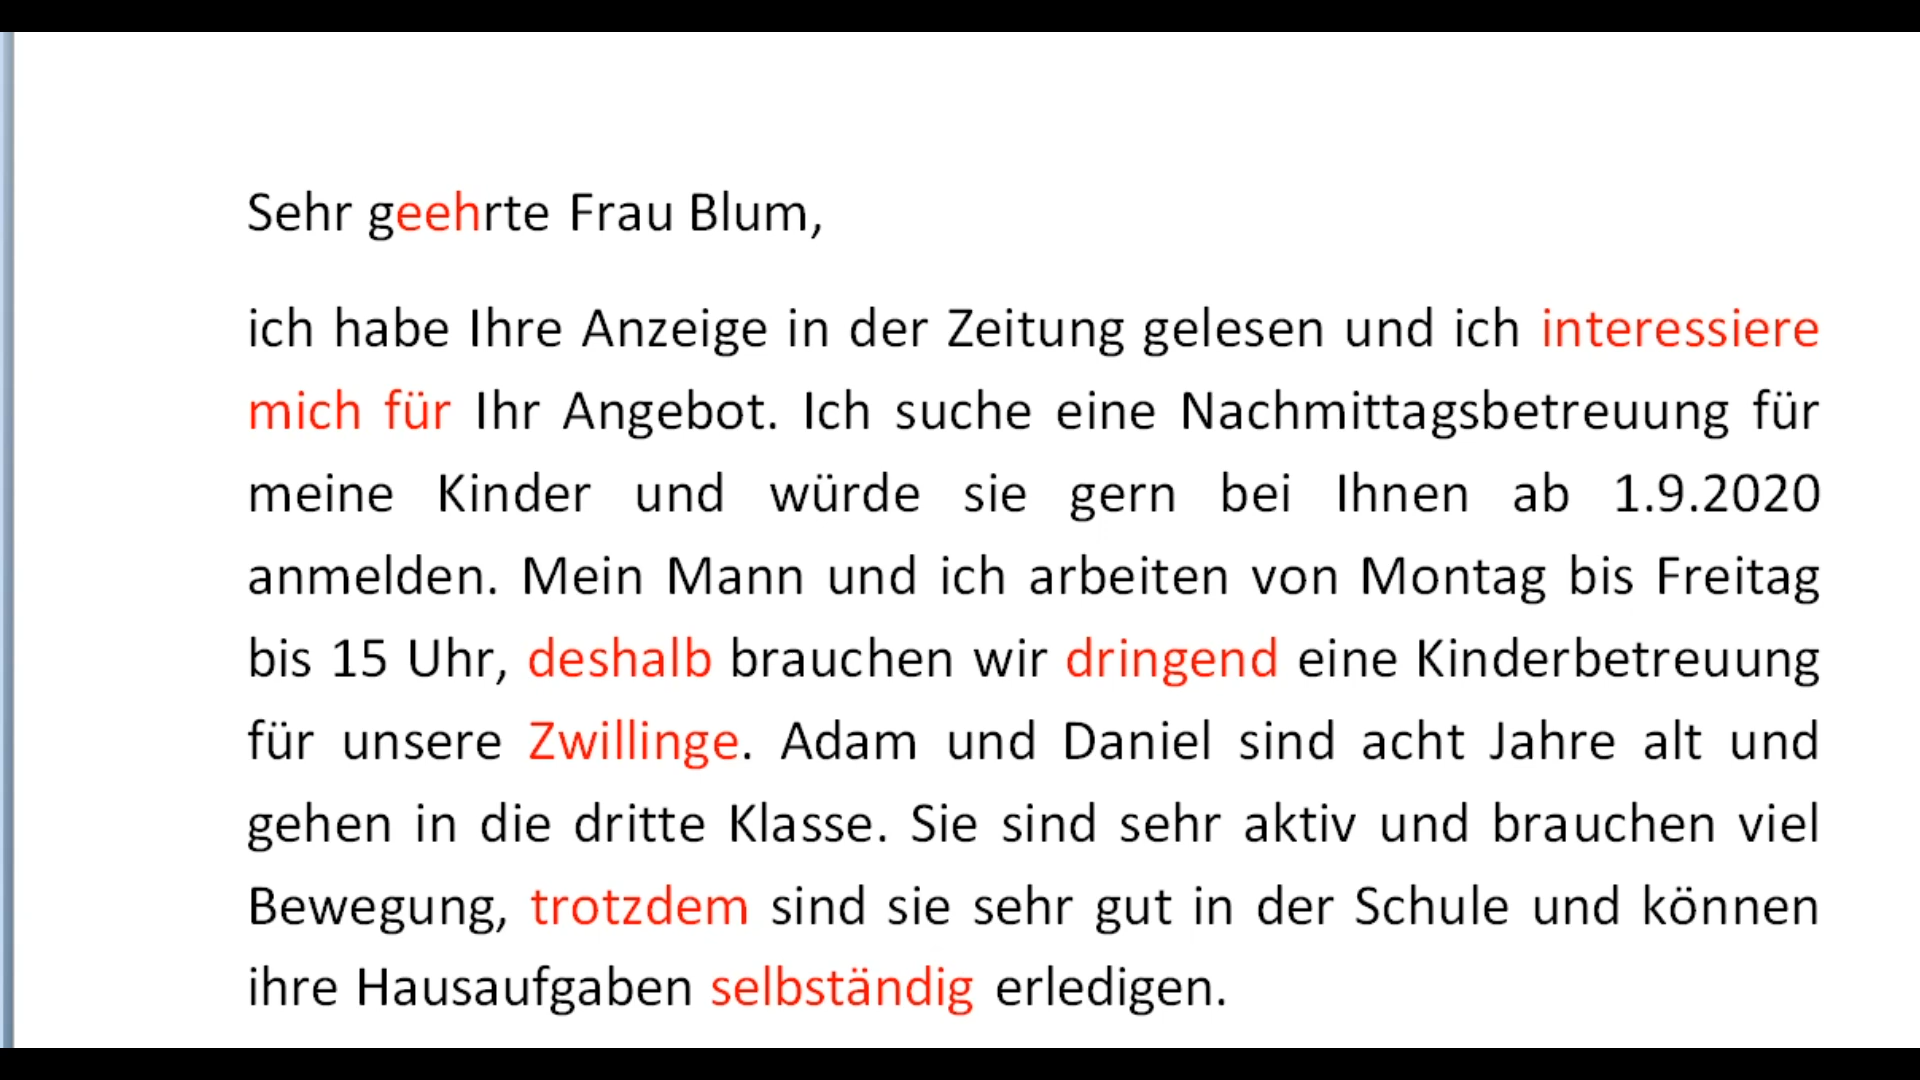 Sehr geehrte Frau Blum,
ich habe Ihre Anzeige in der Zeitung gelesen und ich interessiere
mich für Ihr Angebot. Ich suche eine Nachmittagsbetreuung für
meine Kinder und würde sie gern bei Ihnen ab 1.9.2020
anmelden. Mein Mann und ich arbeiten von Montag bis Freitag
bis 15 Uhr, deshalb brauchen wir dringend eine Kinderbetreuung
für unsere Zwillinge. Adam und Daniel sind acht Jahre alt und
gehen in die dritte Klasse. Sie sind sehr aktiv und brauchen viel
Bewegung, trotzdem sind sie sehr gut in der Schule und können
ihre Hausaufgaben selbständig erledigen.